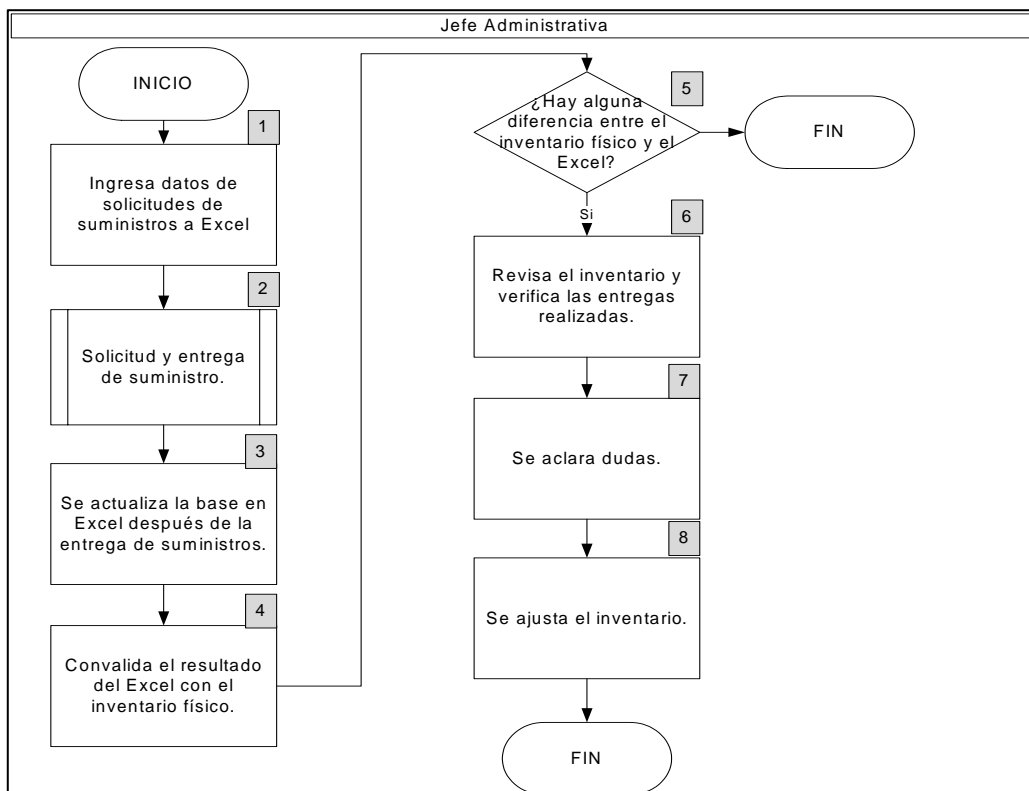 Jefe Administrativa
INICIO
1
Ingresa datos de
solicitudes de
suministros a Excel
2
Solicitud y entrega
de suministro.
3
Se actualiza la base en
Excel después de la
entrega de suministros.
4
Convalida el resultado
del Excel con el
inventario físico.
5
¿Hay alguna
diferencia entre el
inventario físico y el
Excel?
FIN
Si
6
Revisa el inventario y
verifica las entregas
realizadas.
7
Se aclara dudas.
8
Se ajusta el inventario.
FIN